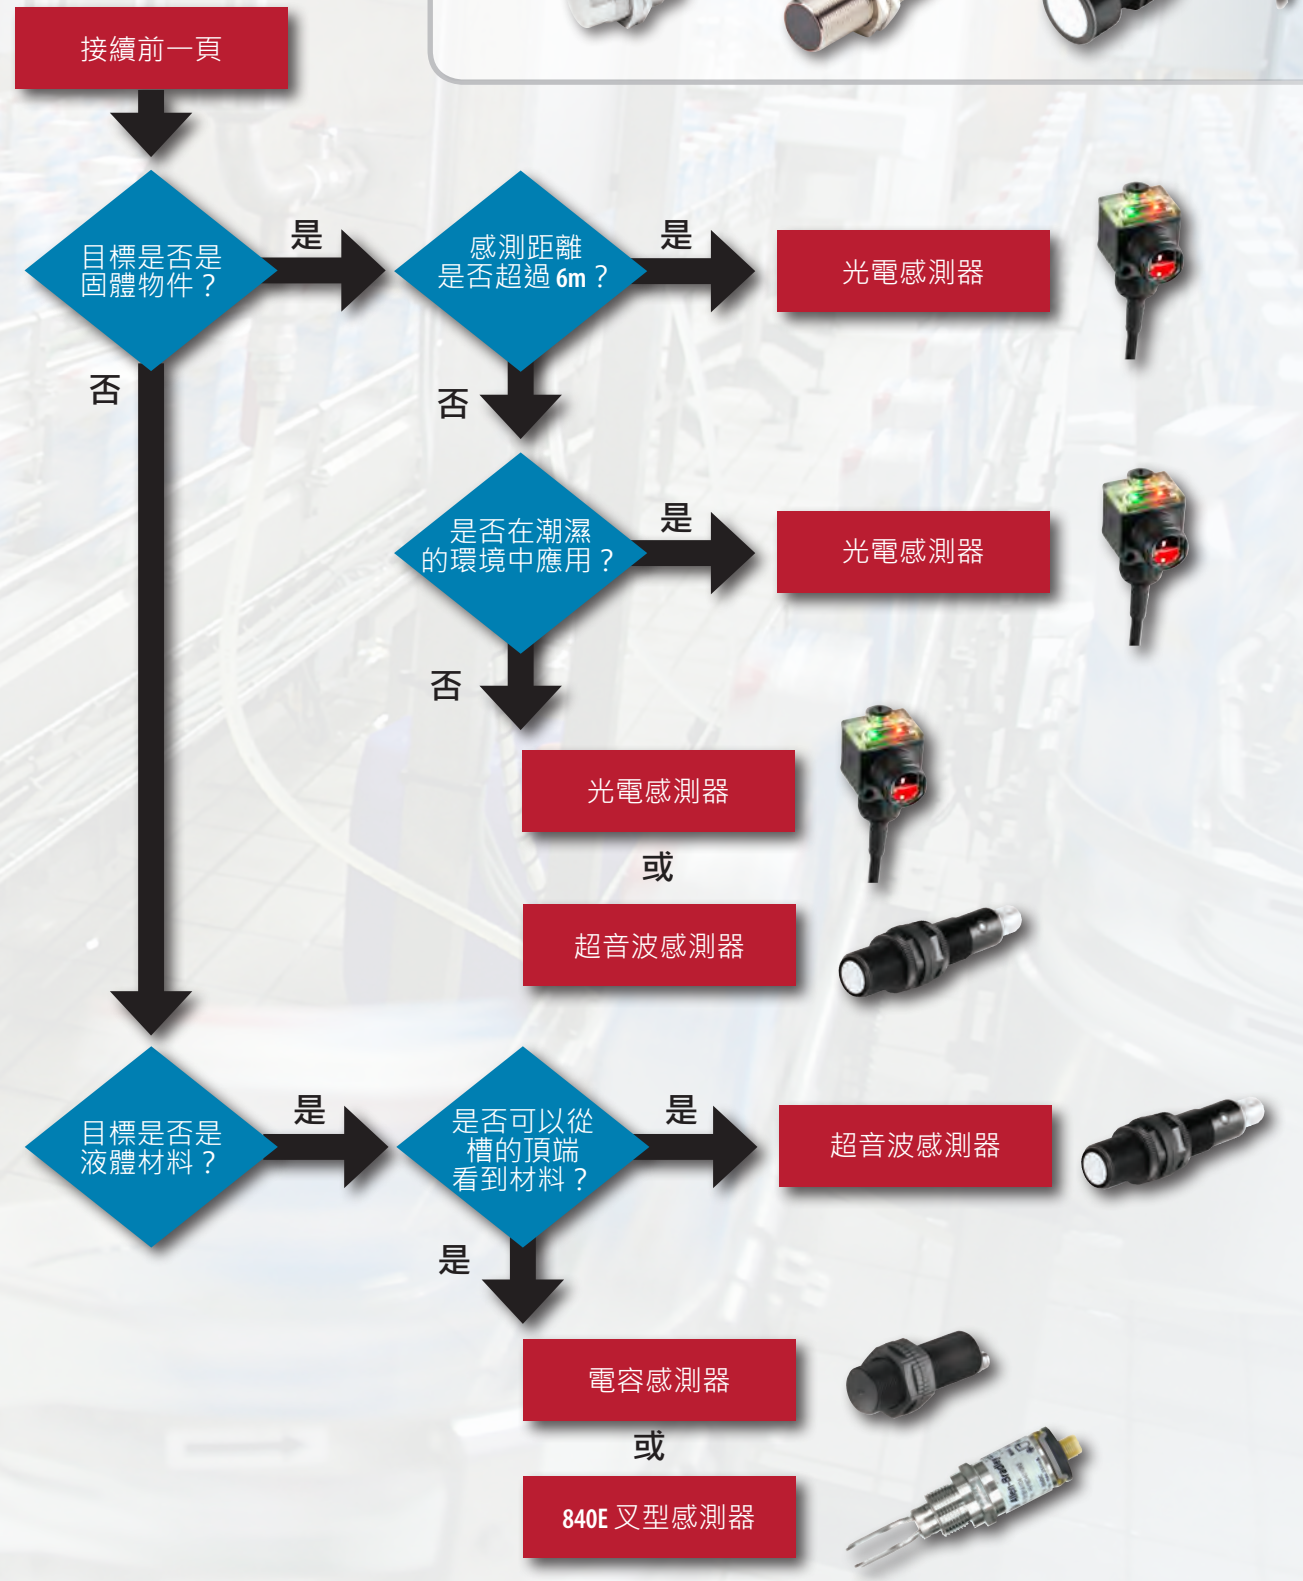 接續前一頁
目標是否是
固體物件？
是
感測距離
是否超過 6m？
是
光電感測器
否
否
是否在潮濕
的環境中應用？
是
光電感測器
否
光電感測器
或
超音波感測器
目標是否是
液體材料？
是
是否可以從
槽的頂端
看到材料？
是
超音波感測器
是
電容感測器
或
Allen-Bradley
840E 叉型感測器